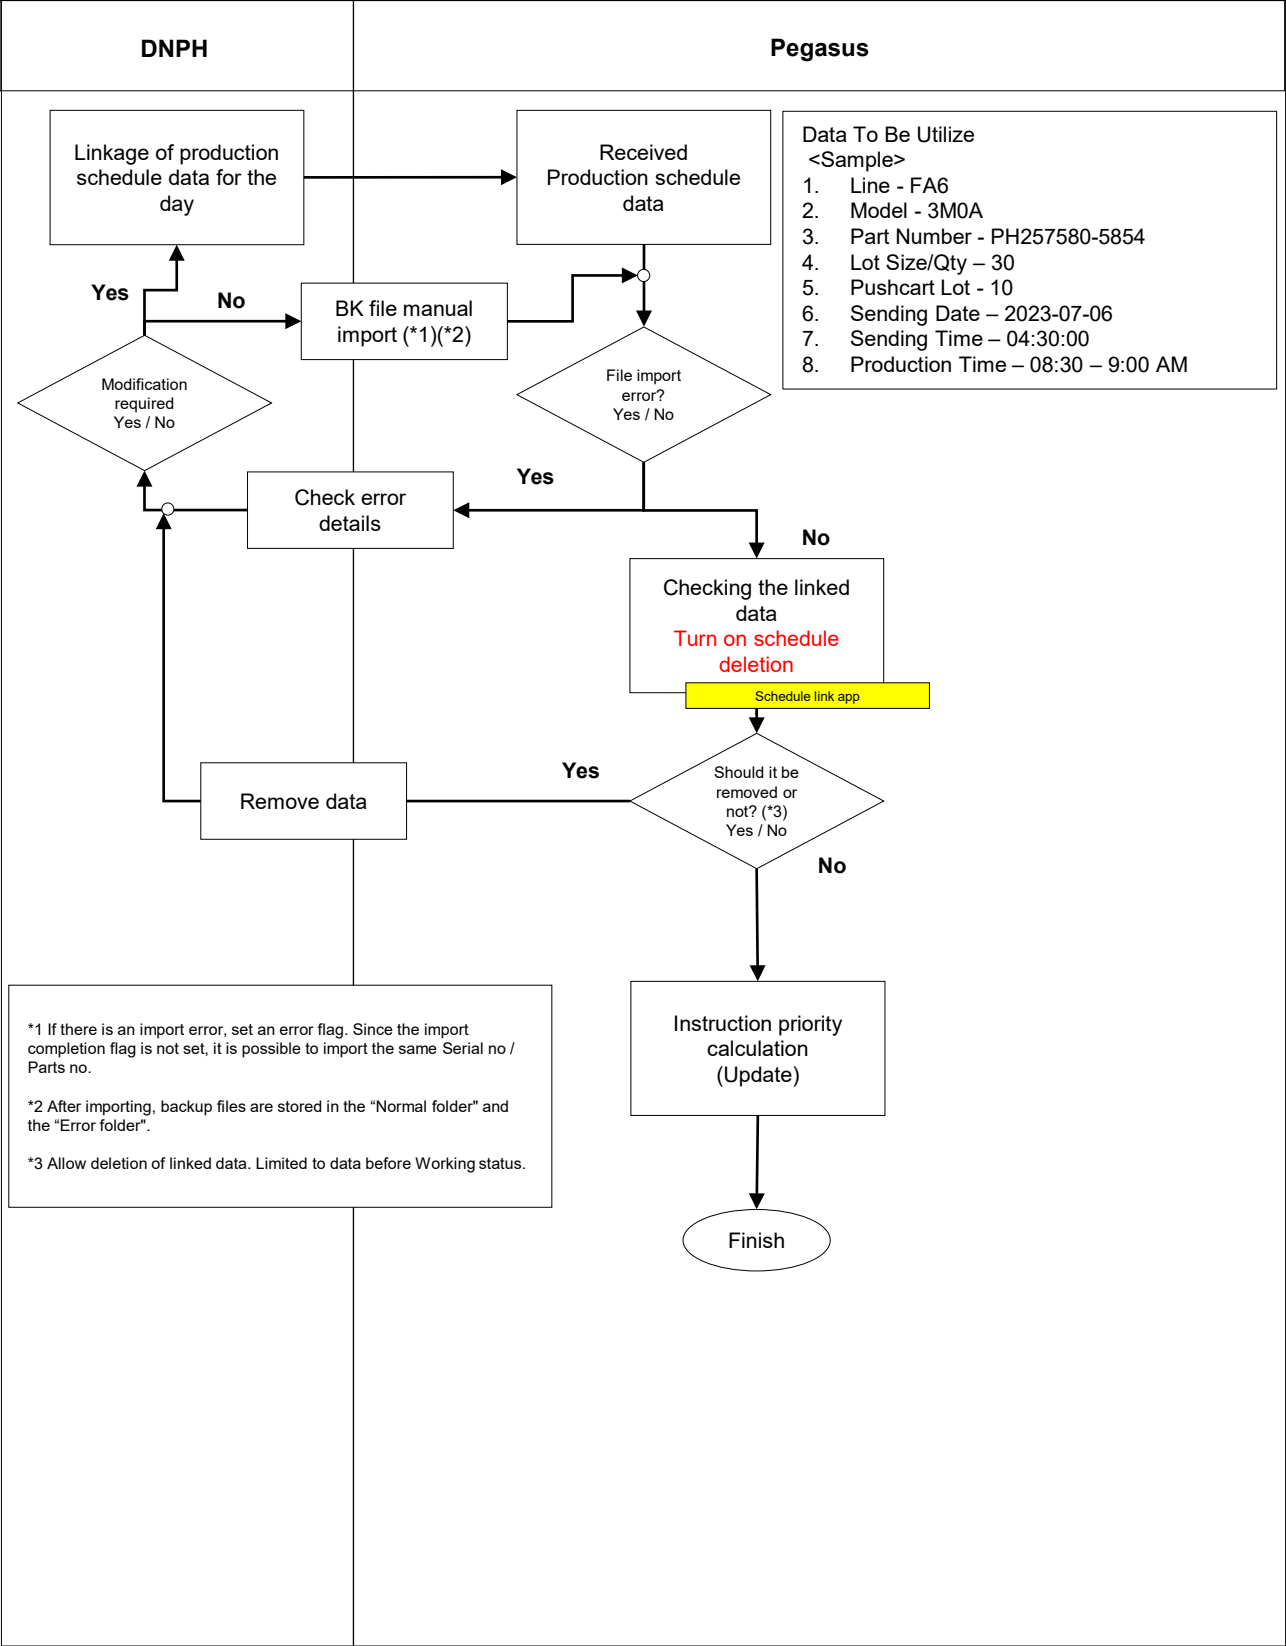 DNPH
Pegasus
Linkage of production
schedule data for the
day
Received
Production schedule
data
Data To Be Utilize
<Sample>
1. Line - FA6
2. Model - 3M0A
3. Part Number - PH257580-5854
4. Lot Size/Qty – 30
5. Pushcart Lot - 10
6. Sending Date – 2023-07-06
7. Sending Time – 04:30:00
8. Production Time – 08:30 – 9:00 AM
Yes
No
BK file manual
import (*1)(*2)
Modification
required
Yes / No
File import
error?
Yes / No
Yes
Check error
details
No
Checking the linked
data
Turn on schedule
deletion
Schedule link app
Yes
Remove data
Should it be
removed or
not? (*3)
Yes / No
No
*1 If there is an import error, set an error flag. Since the import
completion flag is not set, it is possible to import the same Serial no /
Parts no.
*2 After importing, backup files are stored in the “Normal folder" and
the “Error folder".
*3 Allow deletion of linked data. Limited to data before Working status.
Instruction priority
calculation
(Update)
Finish